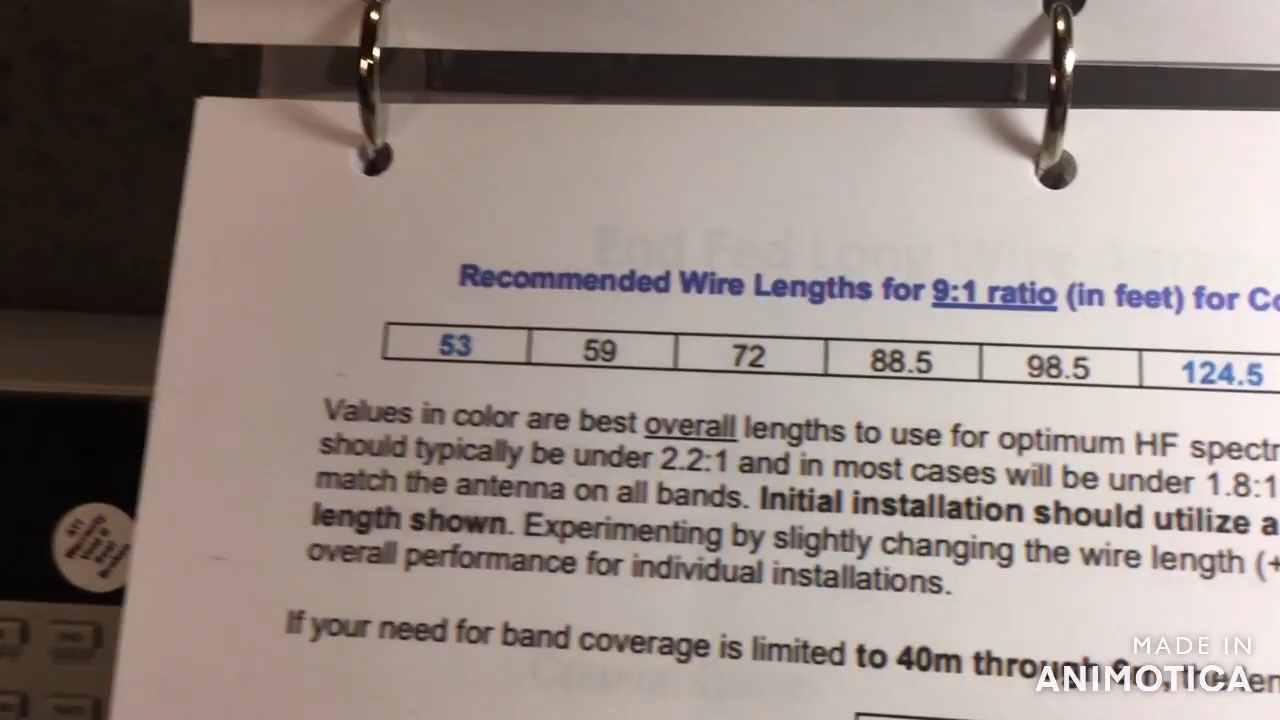 Recommended Wire Lengths for 9:1 ratio (in feet) for Co
53 59 72 88.5 98.5 124.5
Values in color are best overall lengths to use for optimum HF spectr
should typically be under 2.2:1 and in most cases will be under 1.8:1
match the antenna on all bands. Initial installation should utilize a
length shown. Experimenting by slightly changing the wire length (+
overall performance for individual installations.
If your need for band coverage is limited to 40m through
MADE IN
ANIMOTICA